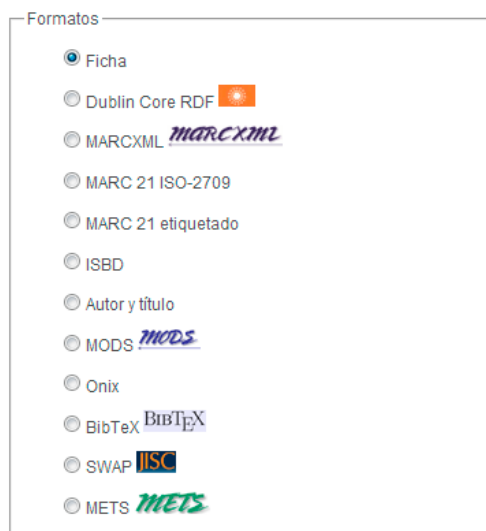 Formatos
Ficha
Dublin Core RDF
MARCXML MARCXML
MARC 21 ISO-2709
MARC 21 etiquetado
ISBD
Autor y título
MODS MODS
Onix
BibTeX BIBTEX
SWAP JISC
METS METS